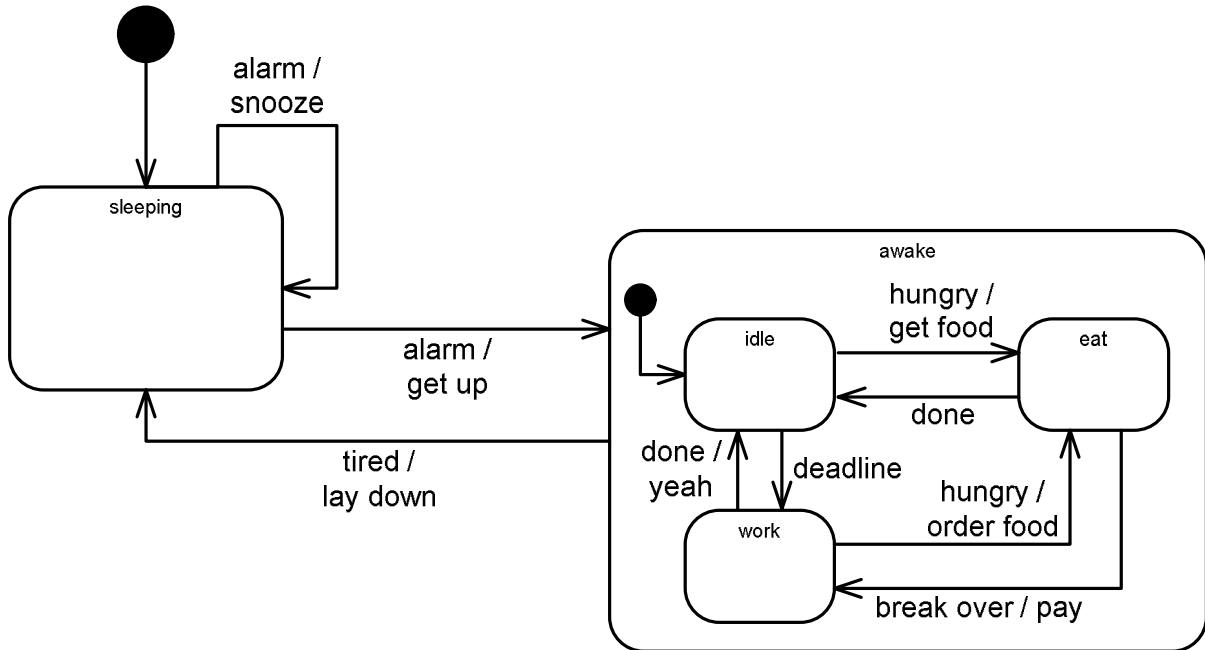 alarm /
snooze
sleeping
awake
hungry /
get food
idle
eat
alarm /
get up
done
done /
yeah
deadline
tired /
lay down
hungry /
order food
work
break over / pay